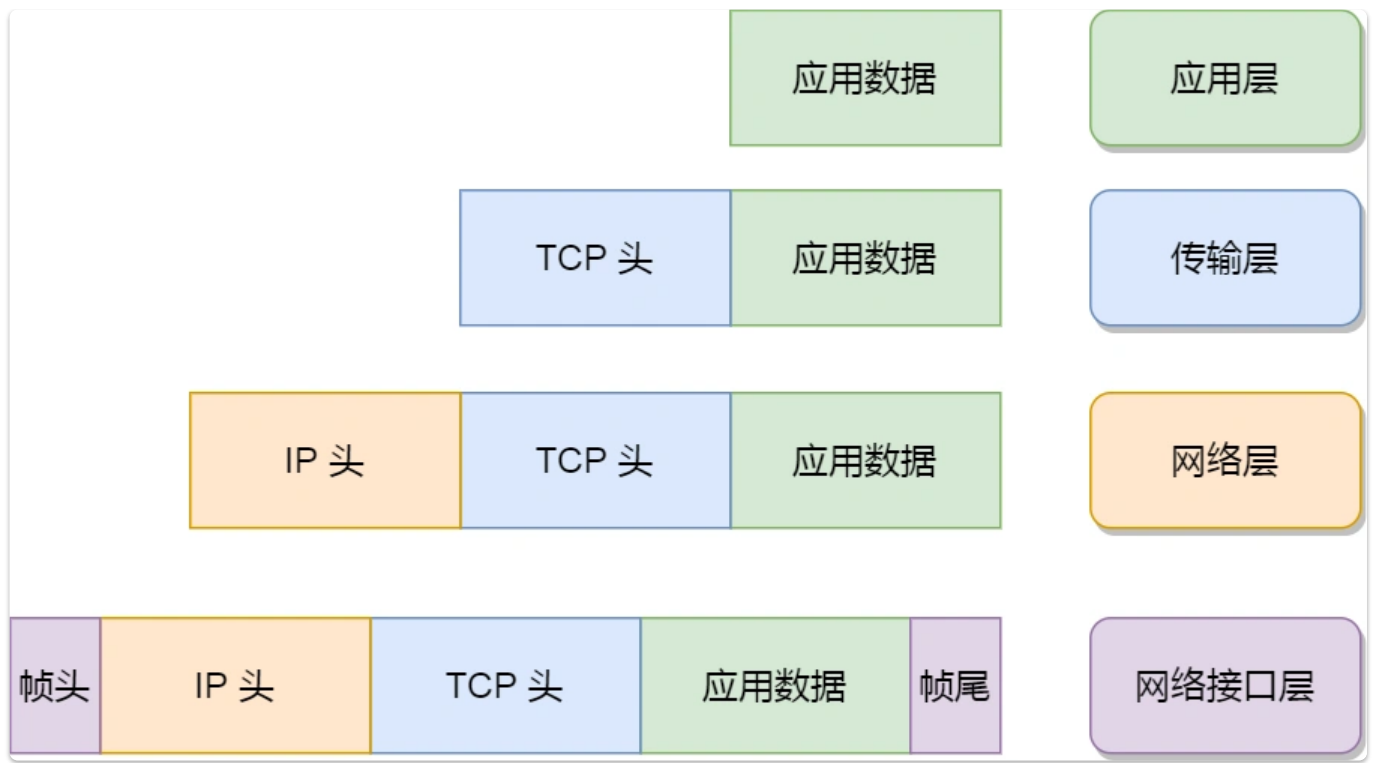 应用数据 应用层
TCP 头 应用数据 传输层
IP 头 TCP 头 应用数据 网络层
帧头 IP 头 TCP 头 应用数据 帧尾 网络接口层